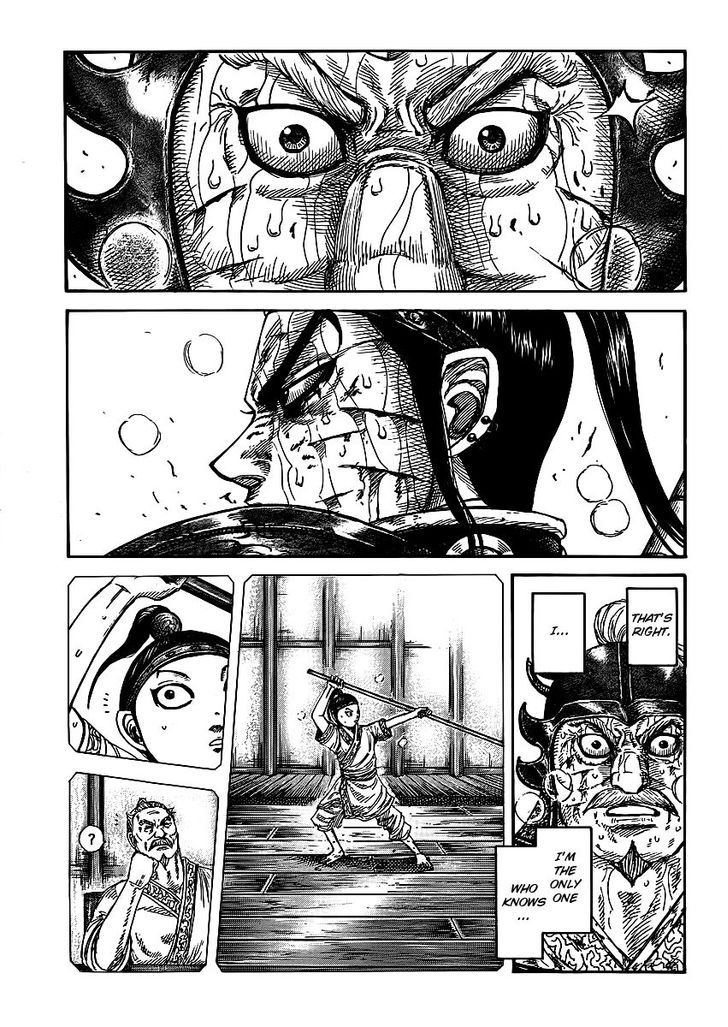 THAT'S
RIGHT.
I...
I'M
THE
ONLY
ONE
WHO
KNOWS
...
?